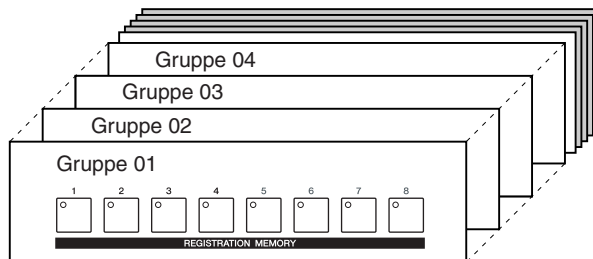 Gruppe 04
Gruppe 03
Gruppe 02
Gruppe 01
1 2 3 4 5 6 7 8
REGISTRATION MEMORY